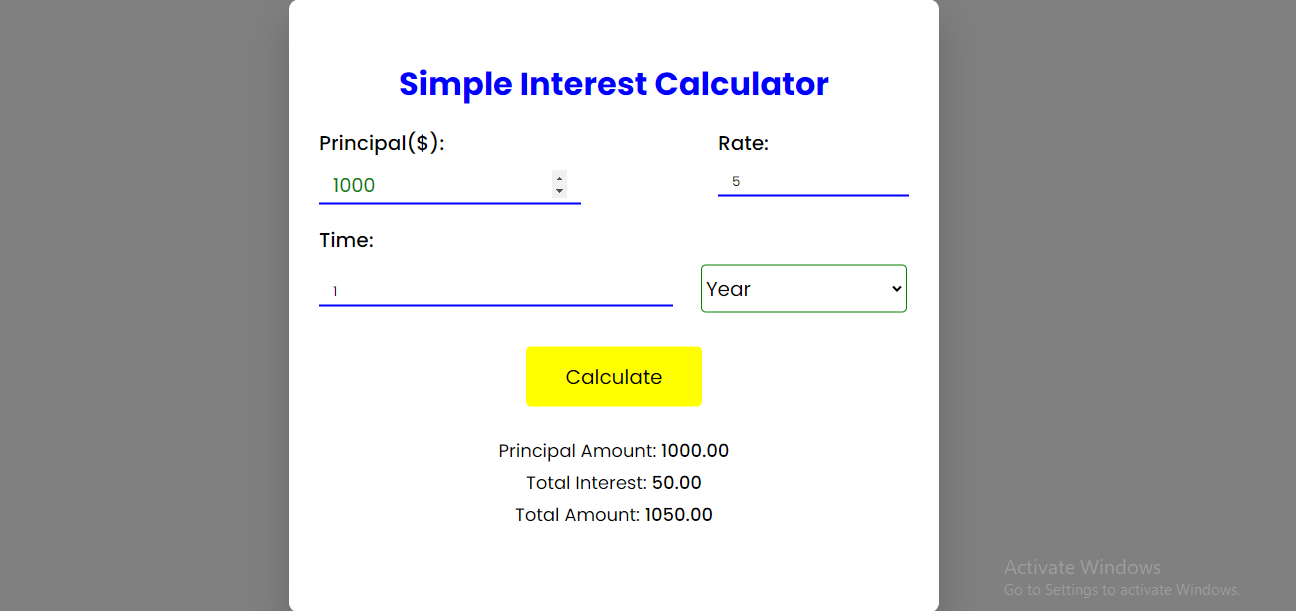 Simple Interest Calculator
Principal($): Rate:
1000 5
Time:
1 Year
Calculate
Principal Amount: 1000.00
Total Interest: 50.00
Total Amount: 1050.00
Activate Windows
Go to Settings to activate Windows.